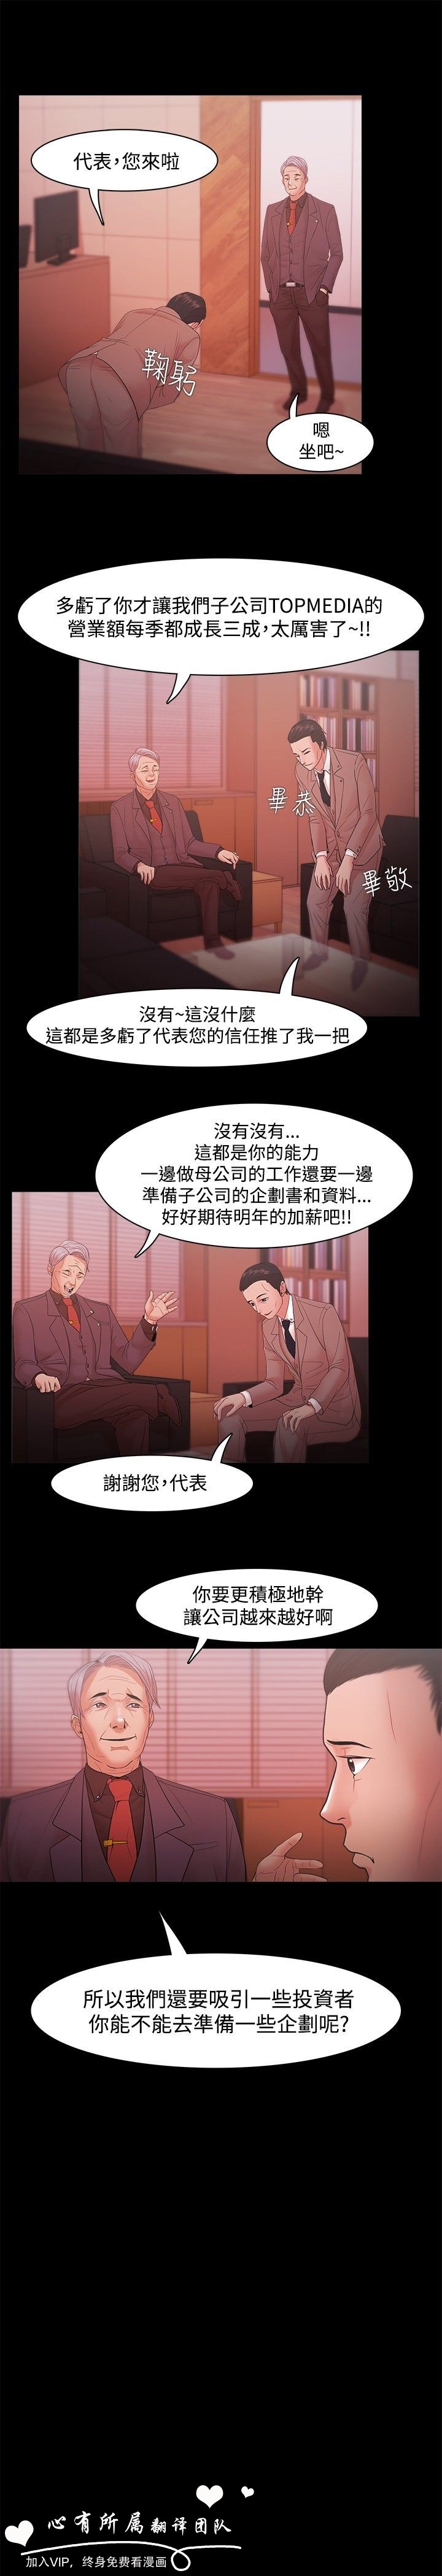 代表，您來啦
鞠躬
嗯
坐吧~
多虧了你才讓我們子公司TOPMEDIA的
營業額每季都成長三成，太厲害了~!!
畢恭
畢敬
沒有~這沒什麼
這都是多虧了代表您的信任推了我一把
沒有沒有...
這都是你的能力
一邊做母公司的工作還要一邊
準備子公司的企劃書和資料...
好好期待明年的加薪吧!!
謝謝您，代表
你要更積極地幹
讓公司越來越好啊
所以我們還要吸引一些投資者
你能不能去準備一些企劃呢?
心有所属翻译团队
加入VIP，终身免费看漫画